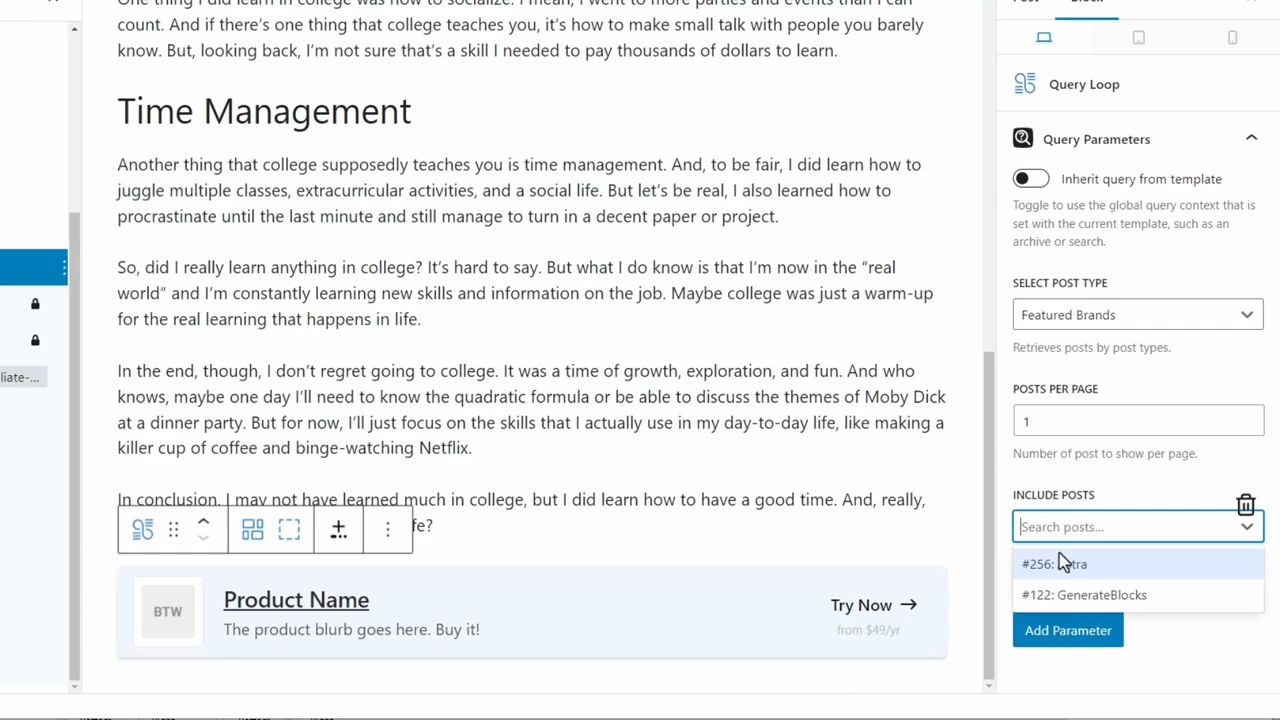 One thing I did learn in college was how to socialize. I mean, I went to more parties and events than I can
count. And if there's one thing that college teaches you, it's how to make small talk with people you barely
know. But, looking back, I'm not sure that's a skill I needed to pay thousands of dollars to learn.
Time Management
Another thing that college supposedly teaches you is time management. And, to be fair, I did learn how to
juggle multiple classes, extracurricular activities, and a social life. But let's be real, I also learned how to
procrastinate until the last minute and still manage to turn in a decent paper or project.
So, did I really learn anything in college? It's hard to say. But what I do know is that I'm now in the “real
world” and I'm constantly learning new skills and information on the job. Maybe college was just a warm-up
for the real learning that happens in life.
In the end, though, I don't regret going to college. It was a time of growth, exploration, and fun. And who
knows, maybe one day I'll need to know the quadratic formula or be able to discuss the themes of Moby Dick
at a dinner party. But for now, I'll just focus on the skills that I actually use in my day-to-day life, like making a
killer cup of coffee and binge-watching Netflix.
In conclusion, I may not have learned much in college, but I did learn how to have a good time. And, really,
fe?
liate-...
BTW
Product Name
The product blurb goes here. Buy it!
Try Now
from $49/yr
Post Block
Query Loop
Query Parameters
Inherit query from template
Toggle to use the global query context that is
set with the current template, such as an
archive or search.
SELECT POST TYPE
Featured Brands
Retrieves posts by post types.
POSTS PER PAGE
1
Number of post to show per page.
INCLUDE POSTS
Search posts...
#256: tra
#122: GenerateBlocks
Add Parameter